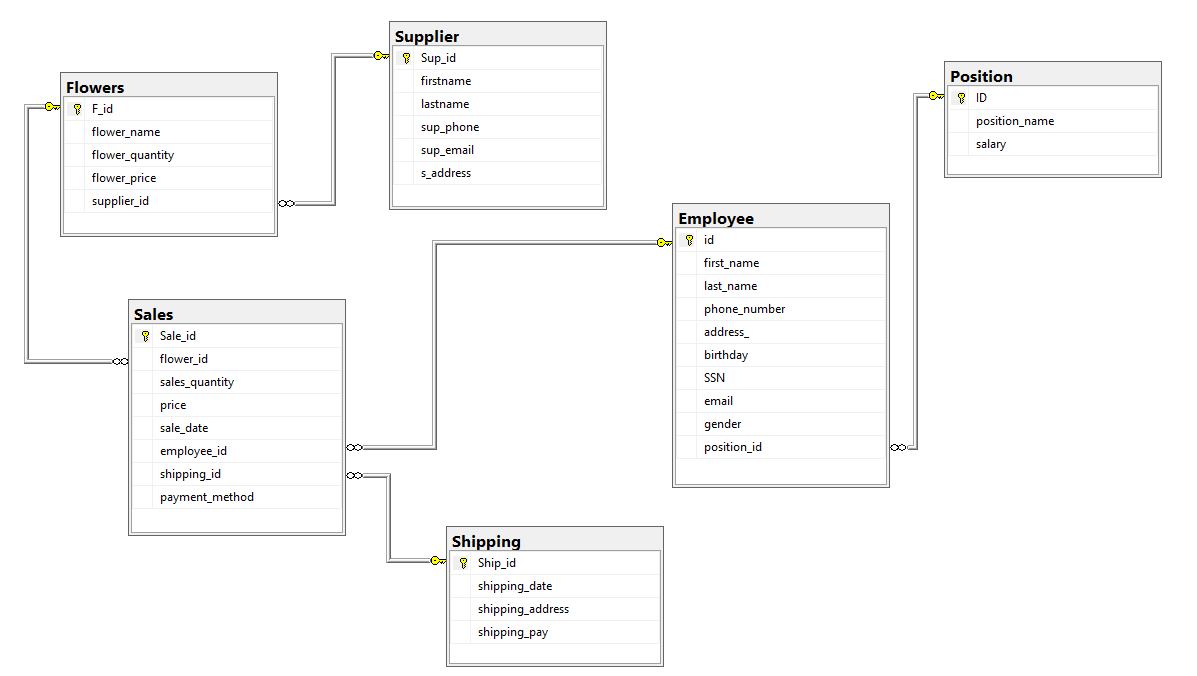 Supplier
Sup_id
firstname
lastname
sup_phone
sup_email
s_address
Flowers
F_id
flower_name
flower_quantity
flower_price
supplier_id
Position
ID
position_name
salary
Employee
id
first_name
last_name
phone_number
address_
birthday
SSN
email
gender
position_id
Sales
Sale_id
flower_id
sales_quantity
price
sale_date
employee_id
shipping_id
payment_method
Shipping
Ship_id
shipping_date
shipping_address
shipping_pay